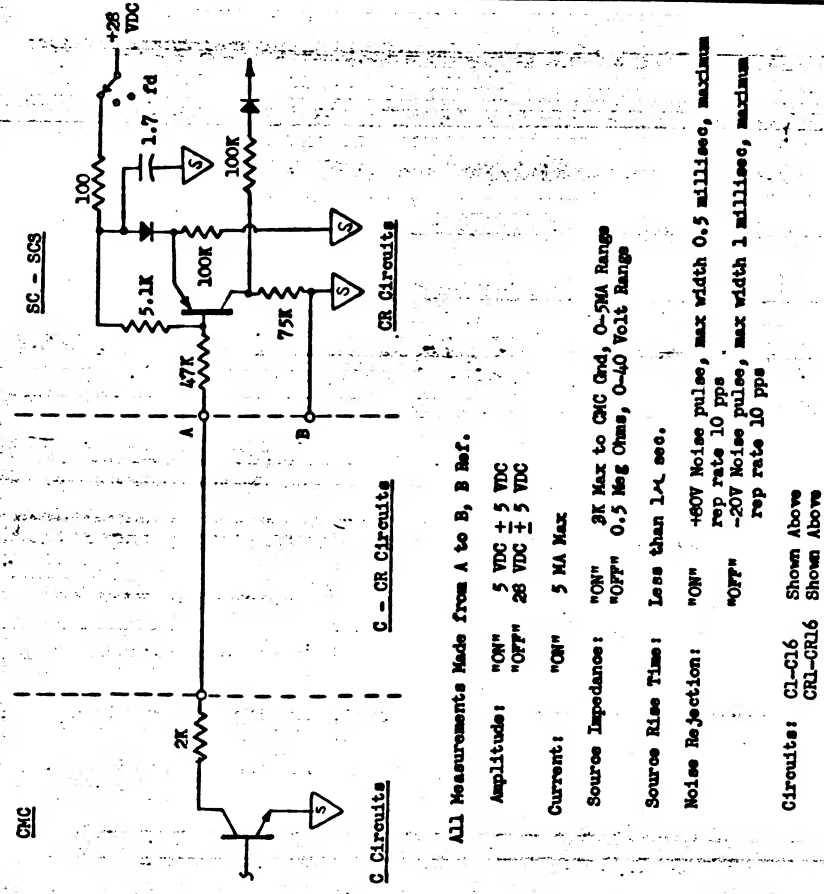 CMC
SC - SCS
+28
VDC
100
1.7 fd
S
5.1K
100K
100K
S
2K
A
47K
75K
S
S
B
C Circuits
C - CR Circuits
CR Circuits
All Measurements Made from A to B, B Ref.
Amplitude: "ON" 5 VDC ± 5 VDC
"OFF" 28 VDC ± 5 VDC
Current: "ON" 5 MA Max
Source Impedance: "ON" 3K Max to CMC Gnd, 0-5MA Range
"OFF" 0.5 Meg Ohms, 0-40 Volt Range
Source Rise Time: Less than 1μ sec.
Noise Rejection: "ON" +80V Noise pulse, max width 0.5 millisec, maximum
rep rate 10 pps
"OFF" -20V Noise pulse, max width 1 millisec, maximum
rep rate 10 pps
Circuits: C1-C16 Shown Above
CR1-CR16 Shown Above